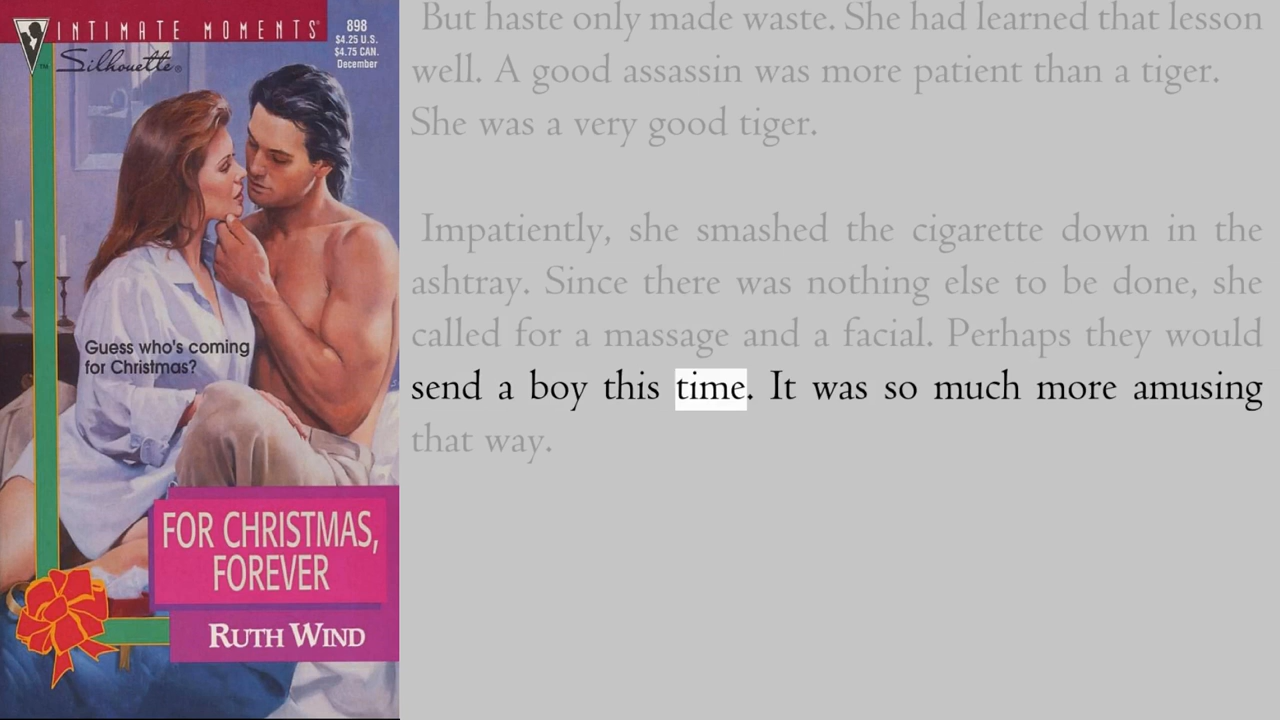 INTIMATE MOMENTS®
Silhouette®
TM
898
$4.25 U.S.
$4.75 CAN.
December
Guess who's coming
for Christmas?
FOR CHRISTMAS,
FOREVER
RUTH WIND
But haste only made waste. She had learned that lesson
well. A good assassin was more patient than a tiger.
She was a very good tiger.
Impatiently, she smashed the cigarette down in the
ashtray. Since there was nothing else to be done, she
called for a massage and a facial. Perhaps they would
send a boy this time. It was so much more amusing
that way.